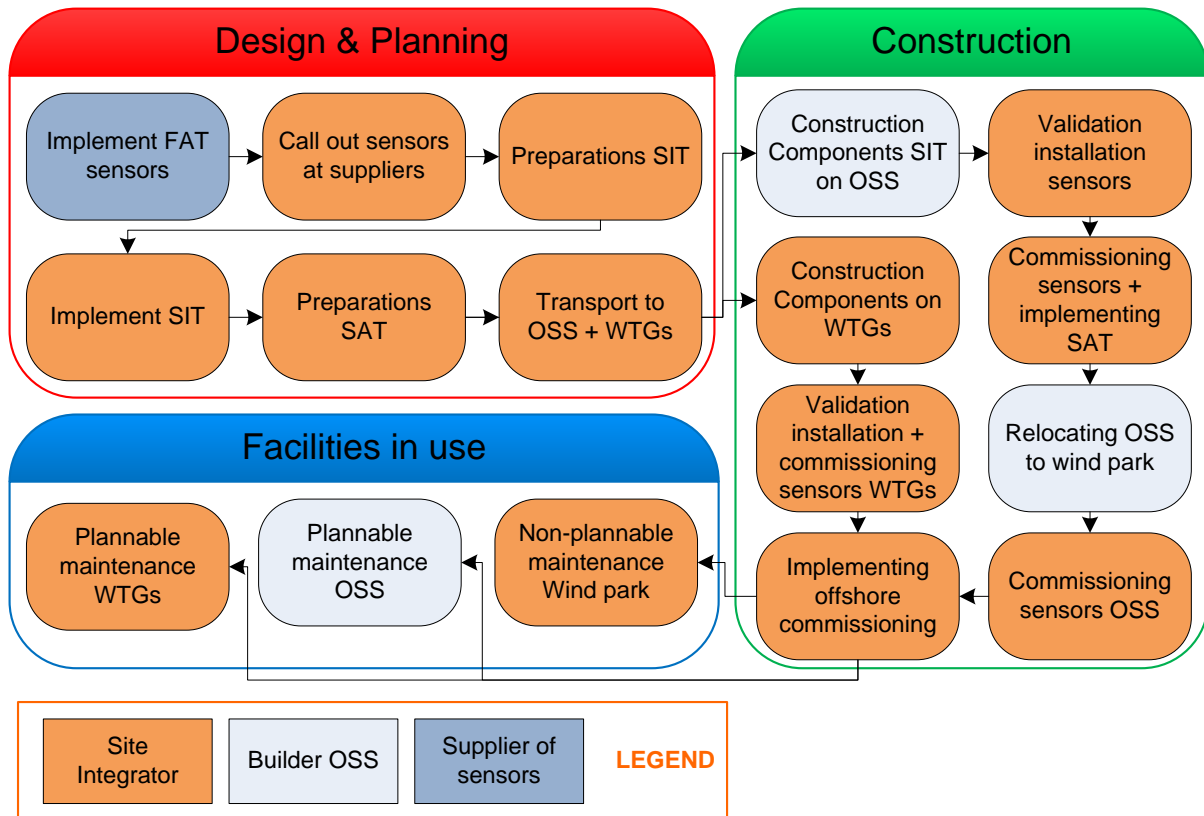 Design & Planning
Implement FAT
sensors
Call out sensors
at suppliers
Preparations SIT
Implement SIT
Preparations
SAT
Transport to
OSS + WTGs
Construction
Construction
Components SIT
on OSS
Validation
installation
sensors
Construction
Components on
WTGs
Commissioning
sensors +
implementing
SAT
Validation
installation +
commissioning
sensors WTGs
Relocating OSS
to wind park
Implementing
offshore
commissioning
Commissioning
sensors OSS
Facilities in use
Plannable
maintenance
WTGs
Plannable
maintenance
OSS
Non-plannable
maintenance
Wind park
Site
Integrator
Builder OSS
Supplier of
sensors
LEGEND